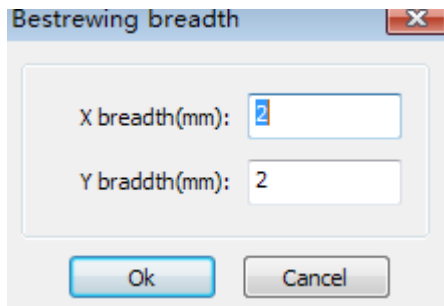 Bestrewing breadth
X breadth(mm): 2
Y braddth(mm): 2
Ok Cancel